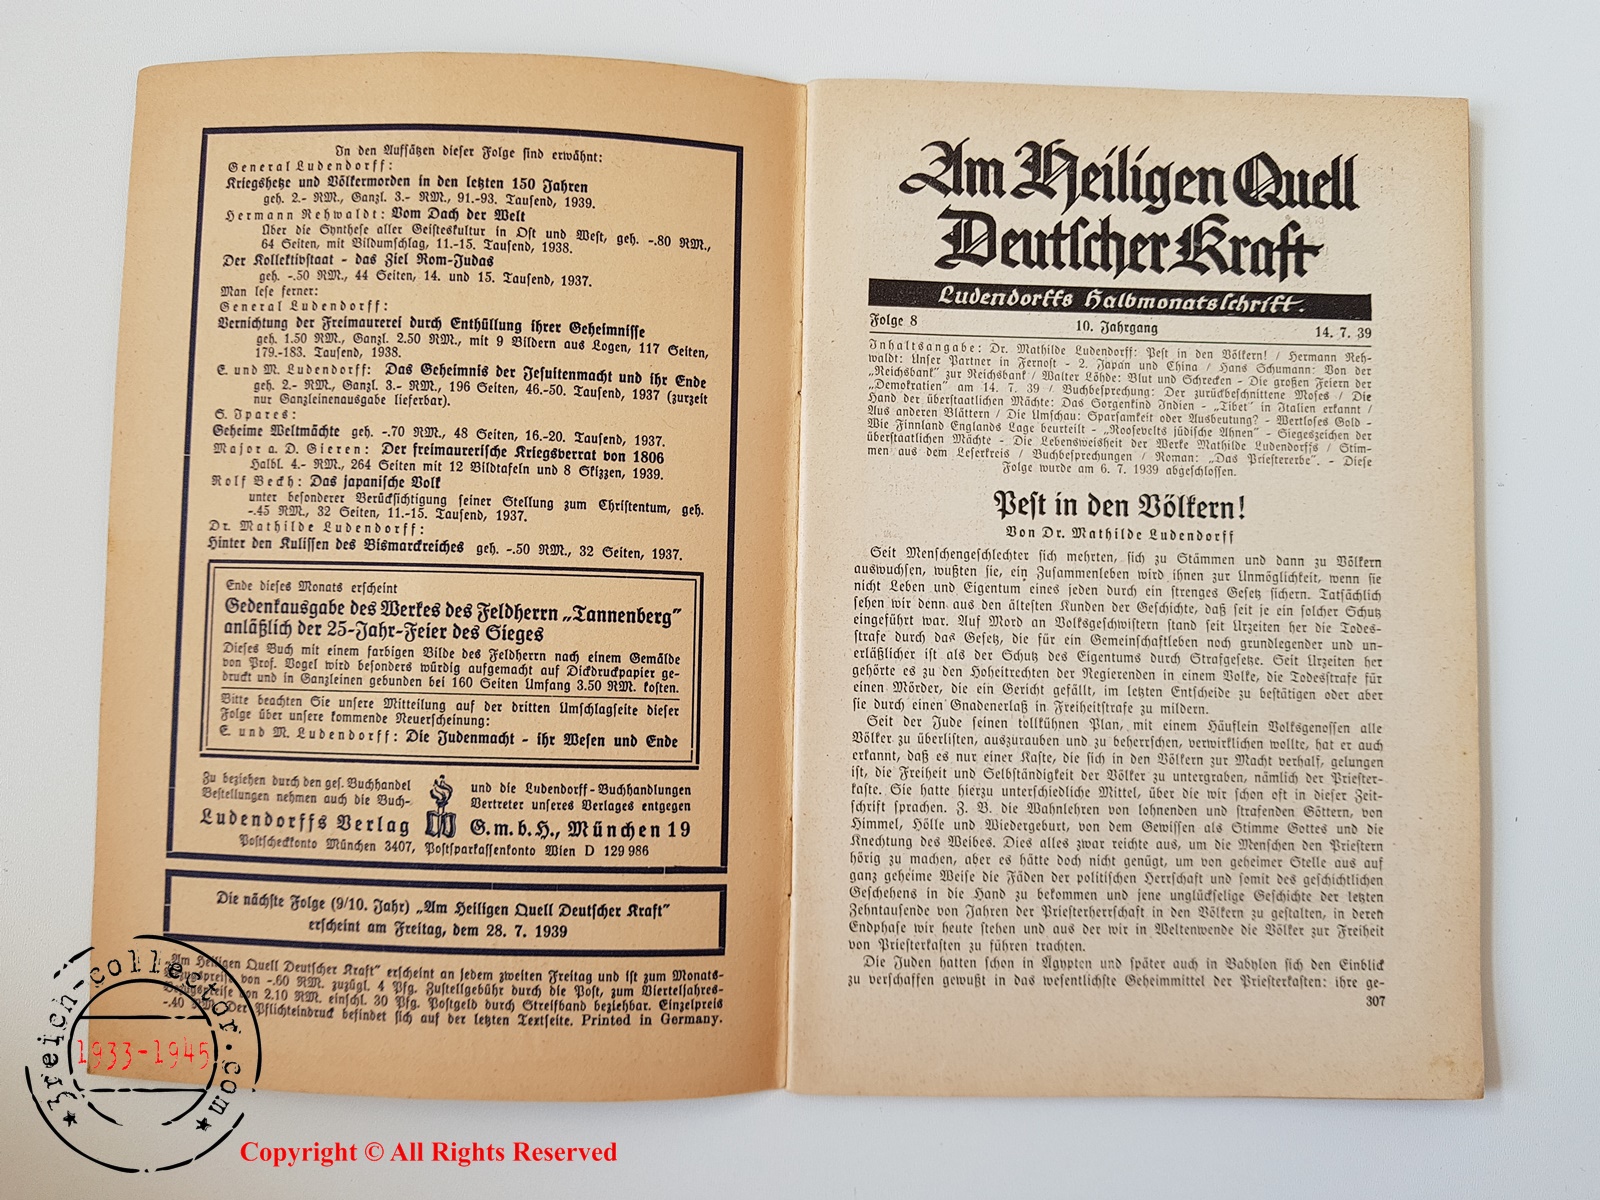 In den Aufsätzen dieser Folge sind erwähnt:
General Ludendorff:
Kriegshetze und Völkermorden in den letzten 150 Jahren
geh. 2.- RM., Ganzl. 3.- RM., 91.-93. Tausend, 1939.
Hermann Rehwaldt: Vom Dach der Welt
Über die Synthese aller Geisteskultur in Ost und West, geh. -.80 RM.,
64 Seiten, mit Bildumschlag, 11.-15. Tausend, 1938.
Der Kollektivstaat - das Ziel Rom-Judas
geh. -.50 RM., 44 Seiten, 14. und 15. Tausend, 1937.
Man lese ferner:
General Ludendorff:
Vernichtung der Freimaurerei durch Enthüllung ihrer Geheimnisse
geh. 1.50 RM., Ganzl. 2.50 RM., mit 9 Bildern aus Logen, 117 Seiten,
179.-183. Tausend, 1938.
E. und M. Ludendorff: Das Geheimnis der Jesuitenmacht und ihr Ende
geh. 2.- RM., Ganzl. 3.- RM., 196 Seiten, 46.-50. Tausend, 1937 (zurzeit
nur Ganzleinenausgabe lieferbar).
S. Ipares:
Geheime Weltmächte geh. -.70 RM., 48 Seiten, 16.-20. Tausend, 1937.
Major a. D. Gieren: Der freimaurerische Kriegsverrat von 1806
Halbl. 4.- RM., 264 Seiten mit 12 Bildtafeln und 8 Skizzen, 1939.
Rolf Beckh: Das japanische Volk
unter besonderer Berücksichtigung seiner Stellung zum Christentum, geh.
-.45 RM., 32 Seiten, 11.-15. Tausend, 1937.
Dr. Mathilde Ludendorff:
Hinter den Kulissen des Bismarckreiches geh. -.50 RM., 32 Seiten, 1937.
Ende dieses Monats erscheint
Gedenkausgabe des Werkes des Feldherrn „Tannenberg"
anläßlich der 25-Jahr-Feier des Sieges
Dieses Buch mit einem farbigen Bilde des Feldherrn nach einem Gemälde
von Prof. Vogel wird besonders würdig aufgemacht auf Dickdruckpapier ge-
druckt und in Ganzleinen gebunden bei 160 Seiten Umfang 3.50 RM. kosten.
Bitte beachten Sie unsere Mitteilung auf der dritten Umschlagseite dieser
Folge über unsere kommende Neuerscheinung:
E. und M. Ludendorff: Die Judenmacht - ihr Wesen und Ende
Zu beziehen durch den ges. Buchhandel und die Ludendorff-Buchhandlungen
Bestellungen nehmen auch die Buch- Vertreter unseres Verlages entgegen
Ludendorffs Verlag G.m.b.H., München 19
Postscheckkonto München 3407, Postsparkassenkonto Wien D 129 986
Die nächste Folge (9/10. Jahr) „Am Heiligen Quell Deutscher Kraft"
erscheint am Freitag, dem 28. 7. 1939
„Am Heiligen Quell Deutscher Kraft" erscheint an jedem zweiten Freitag und ist zum Monats-
bezugspreise von -.60 RM. zuzügl. 4 Pfg. Zustellgebühr durch die Post, zum Vierteljahres-
bezugspreise von 2.10 RM. einschl. 30 Pfg. Postgeld durch Streifband beziehbar. Einzelpreis
-.40 RM. Der Pflichteindruck befindet sich auf der letzten Textseite. Printed in Germany.
Am Heiligen Quell
Deutscher Kraft
Ludendorffs Halbmonatsschrift.
Folge 8 10. Jahrgang 14. 7. 39
Inhaltsangabe: Dr. Mathilde Ludendorff: Pest in den Völkern! / Hermann Reh-
waldt: Unser Partner in Fernost - 2. Japan und China / Hans Schumann: Von der
„Reichsbank" zur Reichsbank / Walter Löhde: Blut und Schrecken - Die großen Feiern der
„Demokratien" am 14. 7. 39 / Buchbesprechung: Der zurückbeschnittene Moses / Die
Hand der überstaatlichen Mächte: Das Sorgenkind Indien - „Tibet" in Italien erkannt /
Aus anderen Blättern / Die Umschau: Sparsamkeit oder Ausbeutung? - Wertloses Gold -
Wie Finnland Englands Lage beurteilt - „Roosevelts jüdische Ahnen" - Siegeszeichen der
überstaatlichen Mächte - Die Lebensweisheit der Werke Mathilde Ludendorffs / Stim-
men aus dem Leserkreis / Buchbesprechungen / Roman: „Das Priestererbe". - Diese
Folge wurde am 6. 7. 1939 abgeschlossen.
Pest in den Völkern!
Von Dr. Mathilde Ludendorff
Seit Menschengeschlechter sich mehrten, sich zu Stämmen und dann zu Völkern
auswuchsen, wußten sie, ein Zusammenleben wird ihnen zur Unmöglichkeit, wenn sie
nicht Leben und Eigentum eines jeden durch ein strenges Gesetz sichern. Tatsächlich
sehen wir denn aus den ältesten Kunden der Geschichte, daß seit je ein solcher Schutz
eingeführt war. Auf Mord an Volksgeschwistern stand seit Urzeiten her die Todes-
strafe durch das Gesetz, die für ein Gemeinschaftleben noch grundlegender und un-
erläßlicher ist als der Schutz des Eigentums durch Strafgesetze. Seit Urzeiten her
gehörte es zu den Hoheitrechten der Regierenden in einem Volke, die Todesstrafe für
einen Mörder, die ein Gericht gefällt, im letzten Entscheide zu bestätigen oder aber
sie durch einen Gnadenerlaß in Freiheitstrafe zu mildern.
Seit der Jude seinen tollkühnen Plan, mit einem Häuflein Volksgenossen alle
Völker zu überlisten, auszurauben und zu beherrschen, verwirklichen wollte, hat er auch
erkannt, daß es nur einer Kaste, die sich in den Völkern zur Macht verhalf, gelungen
ist, die Freiheit und Selbständigkeit der Völker zu untergraben, nämlich der Priester-
kaste. Sie hatte hierzu unterschiedliche Mittel, über die wir schon oft in dieser Zeit-
schrift sprachen. Z. B. die Wahnlehren von lohnenden und strafenden Göttern, von
Himmel, Hölle und Wiedergeburt, von dem Gewissen als Stimme Gottes und die
Knechtung des Weibes. Dies alles zwar reichte aus, um die Menschen den Priestern
hörig zu machen, aber es hätte doch nicht genügt, um von geheimer Stelle aus auf
ganz geheime Weise die Fäden der politischen Herrschaft und somit des geschichtlichen
Geschehens in die Hand zu bekommen und jene unglückselige Geschichte der letzten
Zehntausende von Jahren der Priesterherrschaft in den Völkern zu gestalten, in deren
Endphase wir heute stehen und aus der wir in Weltenwende die Völker zur Freiheit
von Priesterkasten zu führen trachten.
Die Juden hatten schon in Ägypten und später auch in Babylon sich den Einblick
zu verschaffen gewußt in das wesentlichste Geheimmittel der Priesterkasten: ihre ge-
307
3reich-collector.com
1933-1945
Copyright © All Rights Reserved